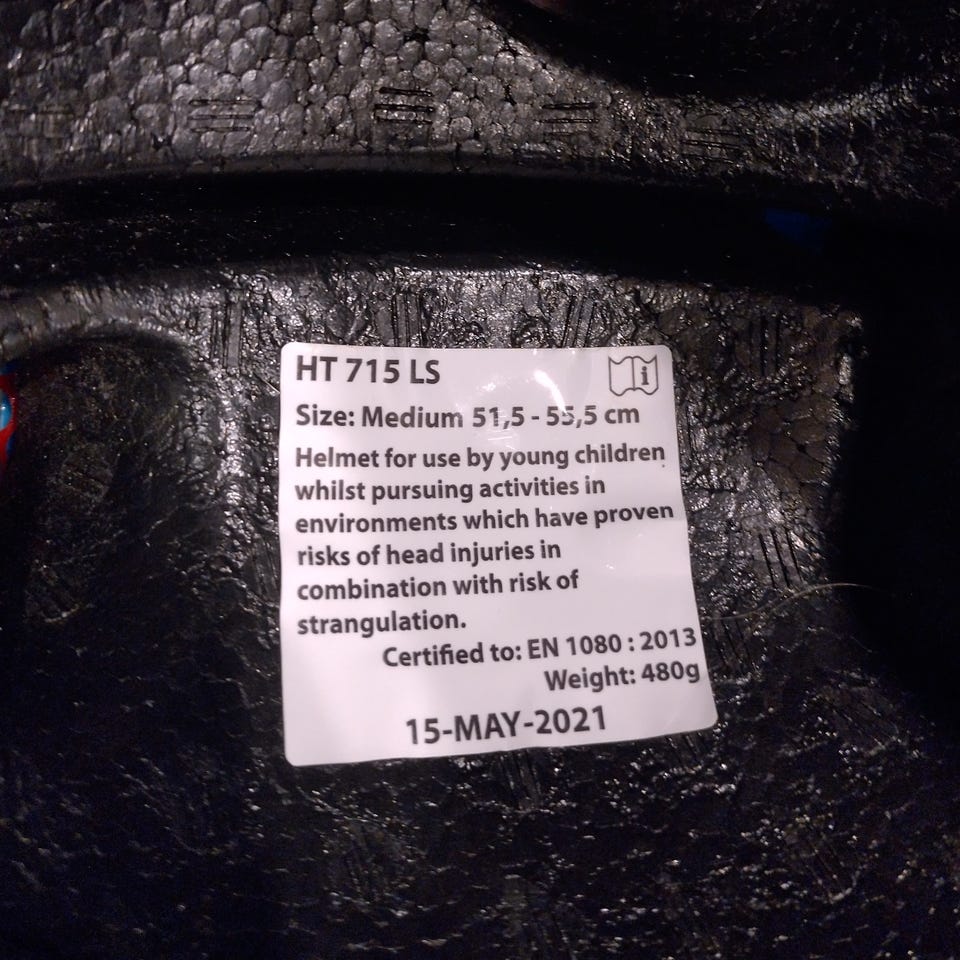 HT 715 LS
i
Size: Medium 51,5 - 55,5 cm
Helmet for use by young children
whilst pursuing activities in
environments which have proven
risks of head injuries in
combination with risk of
strangulation.
Certified to: EN 1080 : 2013
Weight: 480g
15-MAY-2021